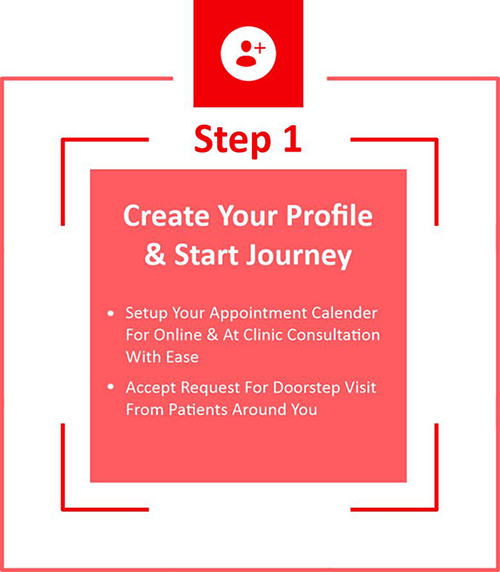 Step 1
Create Your Profile
& Start Journey
• Setup Your Appointment Calender
For Online & At Clinic Consultation
With Ease
• Accept Request For Doorstep Visit
From Patients Around You